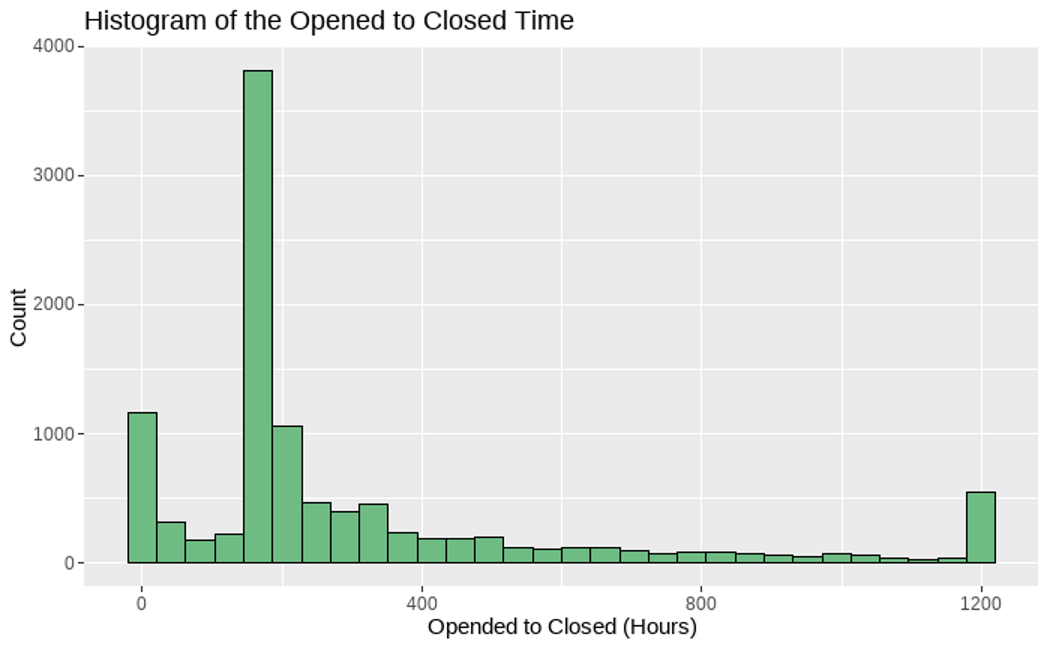 Histogram of the Opened to Closed Time
4000
3000
2000
1000
0
Count
0 400 800 1200
Opended to Closed (Hours)